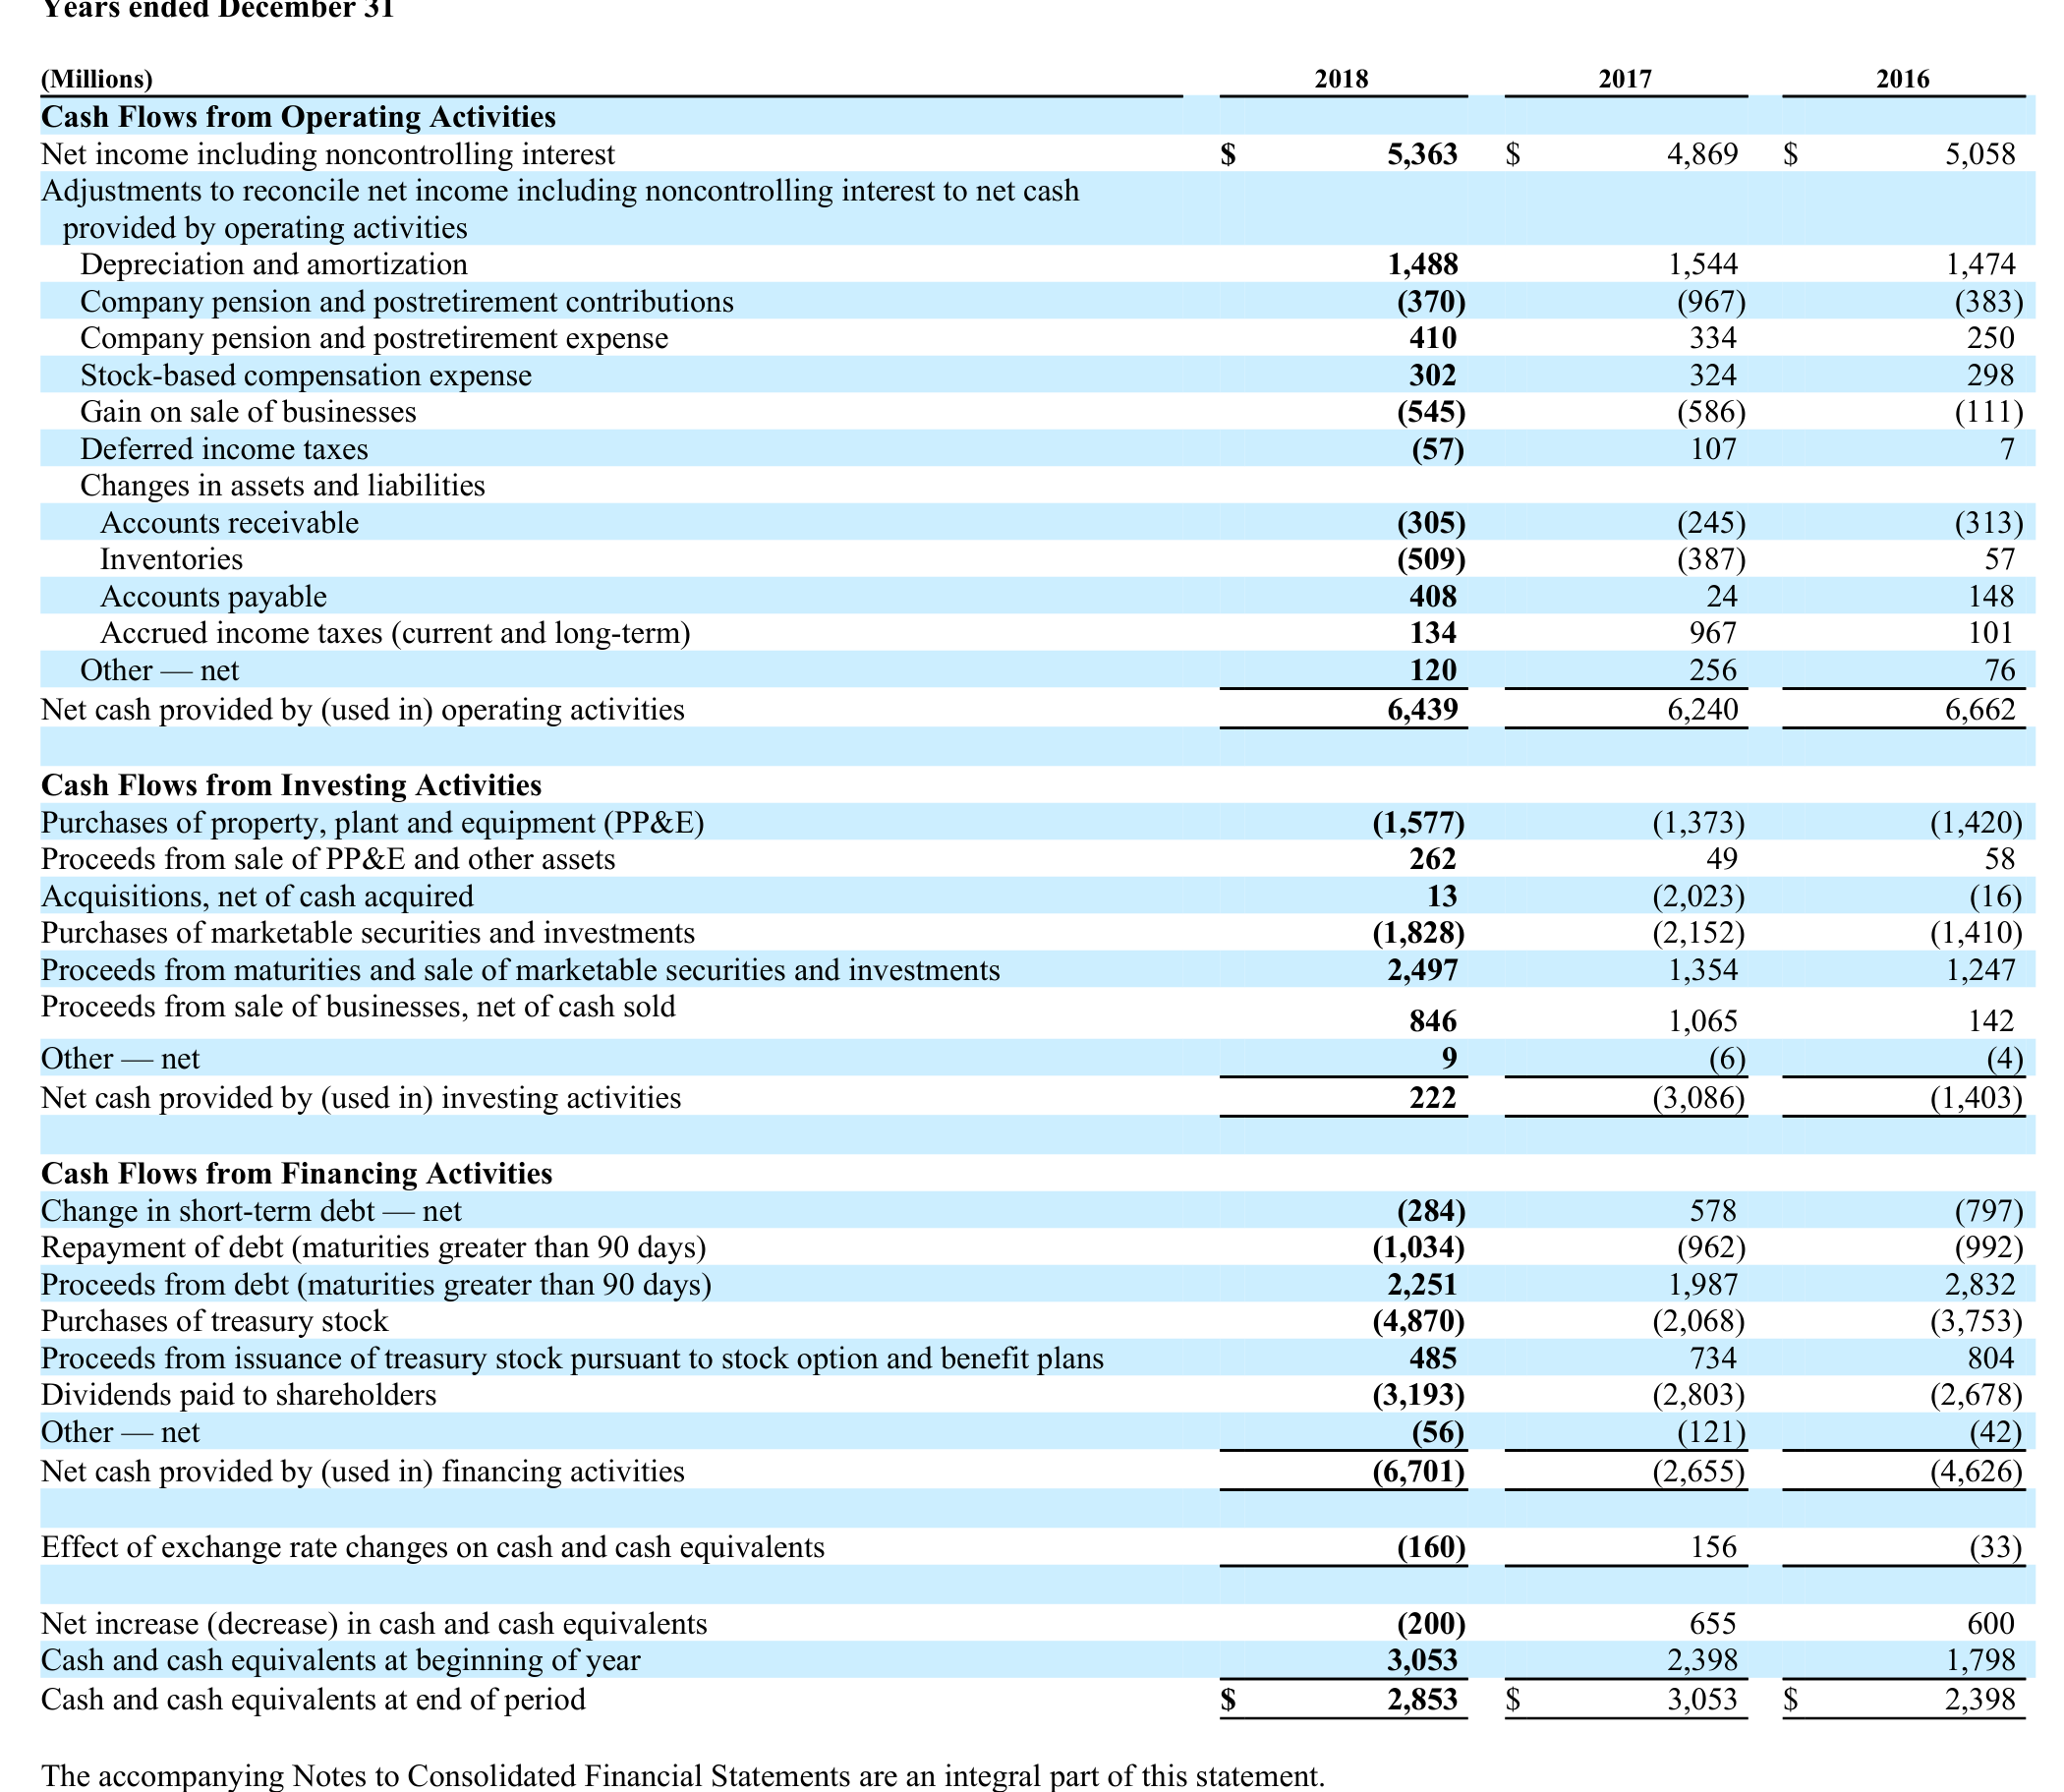 Years ended December 31
(Millions) 2018 2017 2016
Cash Flows from Operating Activities
Net income including noncontrolling interest $ 5,363 $ 4,869 $ 5,058
Adjustments to reconcile net income including noncontrolling interest to net cash
provided by operating activities
Depreciation and amortization 1,488 1,544 1,474
Company pension and postretirement contributions (370) (967) (383)
Company pension and postretirement expense 410 334 250
Stock-based compensation expense 302 324 298
Gain on sale of businesses (545) (586) (111)
Deferred income taxes (57) 107 7
Changes in assets and liabilities
Accounts receivable (305) (245) (313)
Inventories (509) (387) 57
Accounts payable 408 24 148
Accrued income taxes (current and long-term) 134 967 101
Other — net 120 256 76
Net cash provided by (used in) operating activities 6,439 6,240 6,662
Cash Flows from Investing Activities
Purchases of property, plant and equipment (PP&E) (1,577) (1,373) (1,420)
Proceeds from sale of PP&E and other assets 262 49 58
Acquisitions, net of cash acquired 13 (2,023) (16)
Purchases of marketable securities and investments (1,828) (2,152) (1,410)
Proceeds from maturities and sale of marketable securities and investments 2,497 1,354 1,247
Proceeds from sale of businesses, net of cash sold 846 1,065 142
Other — net 9 (6) (4)
Net cash provided by (used in) investing activities 222 (3,086) (1,403)
Cash Flows from Financing Activities
Change in short-term debt — net (284) 578 (797)
Repayment of debt (maturities greater than 90 days) (1,034) (962) (992)
Proceeds from debt (maturities greater than 90 days) 2,251 1,987 2,832
Purchases of treasury stock (4,870) (2,068) (3,753)
Proceeds from issuance of treasury stock pursuant to stock option and benefit plans 485 734 804
Dividends paid to shareholders (3,193) (2,803) (2,678)
Other — net (56) (121) (42)
Net cash provided by (used in) financing activities (6,701) (2,655) (4,626)
Effect of exchange rate changes on cash and cash equivalents (160) 156 (33)
Net increase (decrease) in cash and cash equivalents (200) 655 600
Cash and cash equivalents at beginning of year 3,053 2,398 1,798
Cash and cash equivalents at end of period $ 2,853 $ 3,053 $ 2,398
The accompanying Notes to Consolidated Financial Statements are an integral part of this statement.